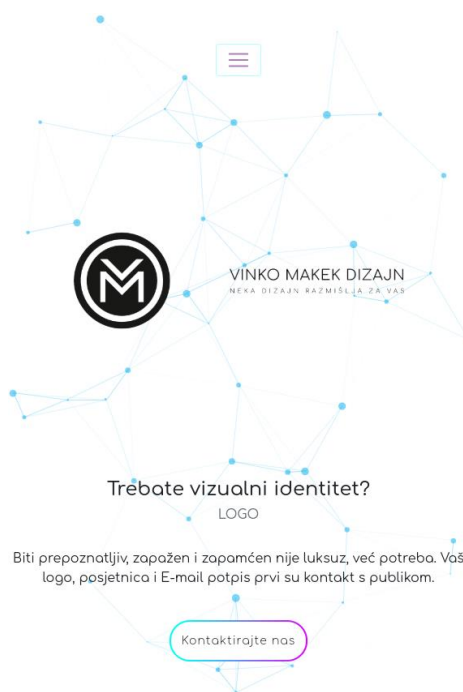 VINKO MAKEK DIZAJN
NEKA DIZAJN RAZMIŠLJA ZA VAS
Trebate vizualni identitet?
LOGO
Biti prepoznatljiv, zapažen i zapamćen nije luksuz, već potreba. Vaš
logo, posjetnica i E-mail potpis prvi su kontakt s publikom.
Kontaktirajte nas